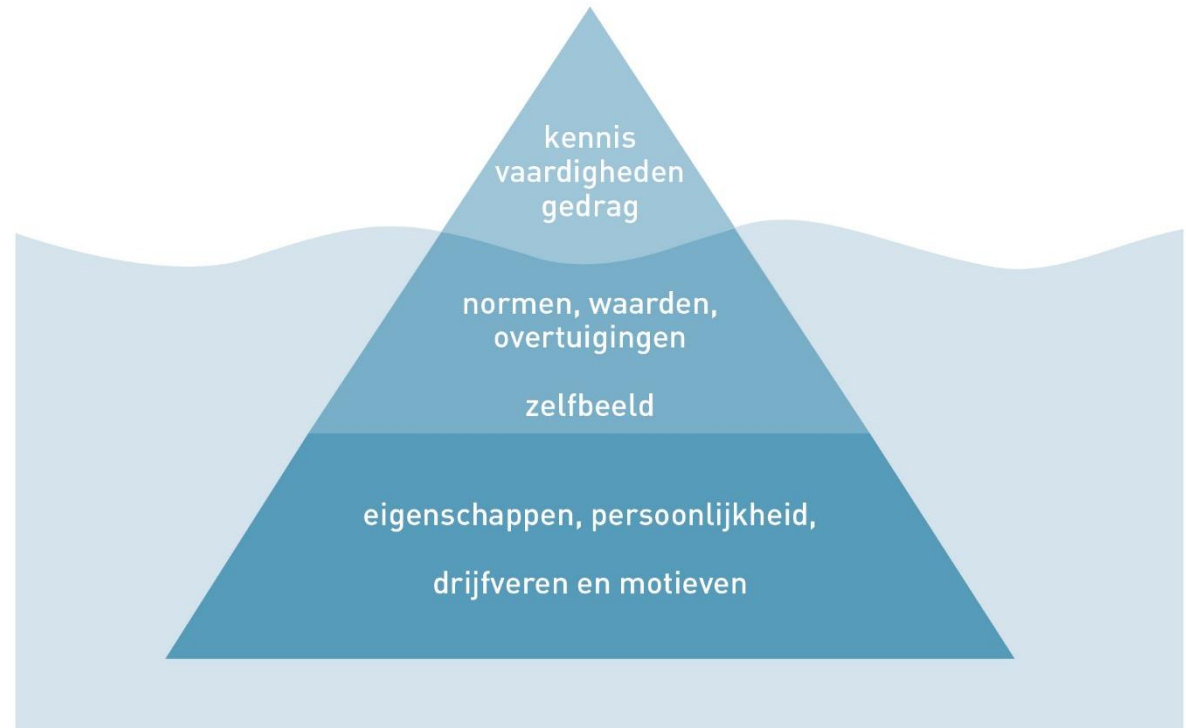 kennis
vaardigheden
gedrag
normen, waarden,
overtuigingen
zelfbeeld
eigenschappen, persoonlijkheid,
drijfveren en motieven